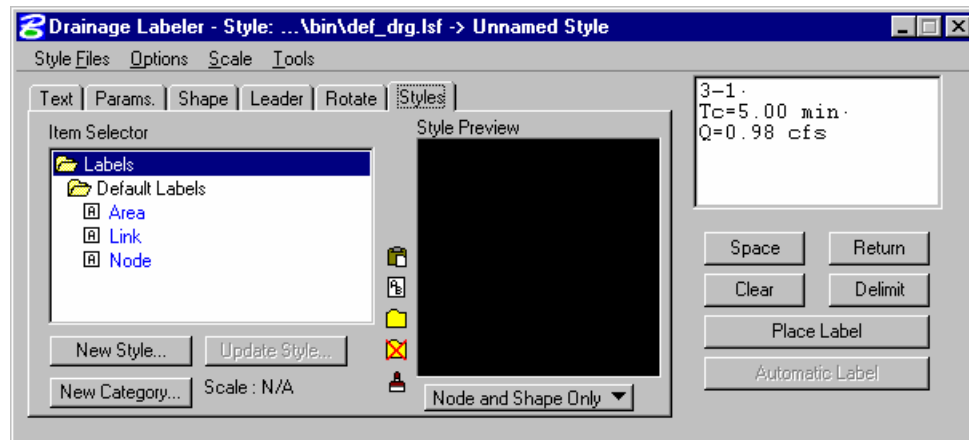 Drainage Labeler - Style: ...\bin\def_drg.lsf -> Unnamed Style
Style Files Options Scale Tools
Text Params. Shape Leader Rotate Styles
Item Selector
Labels
Default Labels
A Area
A Link
A Node
Style Preview
New Style...
Update Style...
New Category...
Scale : N/A
Node and Shape Only
3-1·
Tc=5.00 min·
Q=0.98 cfs
Space
Return
Clear
Delimit
Place Label
Automatic Label